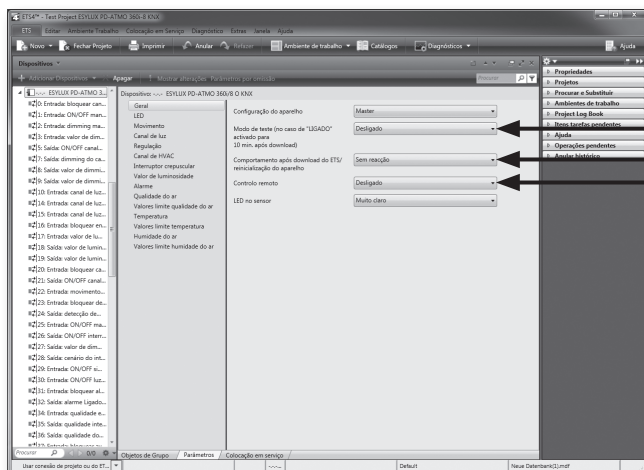 ETS4™ - Test Project ESYLUX PD-ATMO 360i-8 KNX
ETS Editar Ambiente Trabalho Colocação em Serviço Diagnóstico Extras Janela Ajuda
Novo Fechar Projeto Imprimir Anular Refazer Ambiente de trabalho Catálogos Diagnósticos Ajuda
Dispositivos
Adicionar Dispositivos Apagar Mostrar alterações Parâmetros por omissão Procurar
-.-.- ESYLUX PD-ATMO 3...
0: Entrada: bloquear can...
1: Entrada: ON/OFF man...
2: Entrada: dimming ma...
3: Entrada: valor de dim...
5: Saída: ON/OFF canal...
7: Saída: dimming do ca...
8: Saída: valor de dimmi...
9: Saída: valor de dimmi...
10: Entrada: canal de luz...
14: Entrada: canal de luz...
15: Entrada: canal de luz...
16: Entrada: bloquear en...
17: Entrada: valor de lu...
18: Saída: valor de lumin...
19: Saída: valor de lumin...
20: Entrada: bloquear ca...
21: Saída: ON/OFF canal...
22: Entrada: movimento...
23: Entrada: bloquear de...
24: Saída: detecção de...
25: Entrada: ON/OFF ma...
26: Saída: ON/OFF interr...
27: Saída: valor de dim...
28: Saída: cenário do int...
29: Entrada: ON/OFF si...
30: Entrada: ON/OFF luz...
31: Entrada: bloquear al...
32: Saída: alarme Ligado...
34: Entrada: qualidade e...
35: Saída: qualidade inte...
36: Saída: qualidade do...
37: Entrada: bloquear qu...
Procurar 0/0
Dispositivo: -.-.- ESYLUX PD-ATMO 360i/8 O KNX
Geral
LED
Movimento
Canal de luz
Regulação
Canal de HVAC
Interruptor crepuscular
Valor de luminosidade
Alarme
Qualidade do ar
Valores limite qualidade do ar
Temperatura
Valores limite temperatura
Humidade do ar
Valores limite humidade do ar
Configuração do aparelho Master
Modo de teste (no caso de "LIGADO" Desligado
activado para
10 min. após download)
Comportamento após download do ETS/ Sem reacção
reinicialização do aparelho
Controlo remoto Desligado
LED no sensor Muito claro
Objetos de Grupo Parâmetros Colocação em serviço
Propriedades
Projetos
Procurar e Substituir
Ambientes de trabalho
Project Log Book
Itens tarefas pendentes
Ajuda
Operações pendentes
Anular histórico
Usar conexão de projeto ou do ET... -.-.-- Default Neue Datenbank(1).mdf